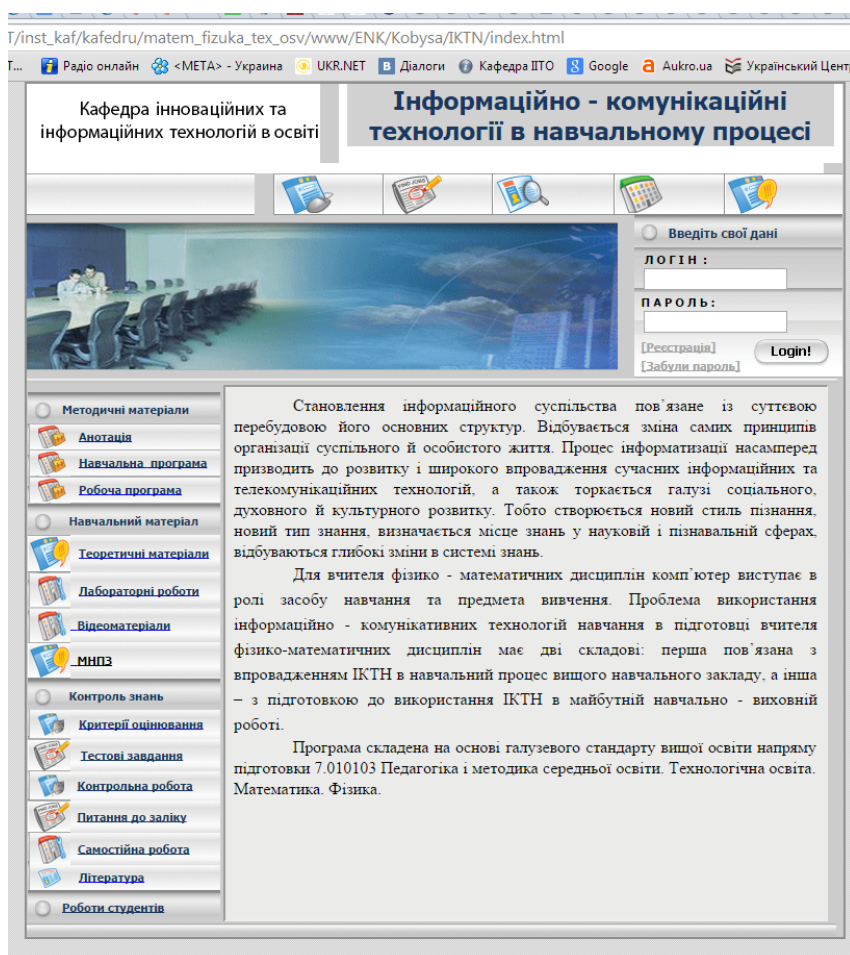 T/inst_kaf/kafedru/matem_fizuka_tex_osv/www/ENK/Kobysa/IKTN/index.html
Т... Радіо онлайн <META> - Украина UKR.NET Діалоги Кафедра ІІТО Google Aukro.ua Український Цент
Кафедра інноваційних та
інформаційних технологій в освіті
Інформаційно - комунікаційні
технології в навчальному процесі
Введіть свої дані
ЛОГІН :
ПАРОЛЬ:
[Реєстрація]
[Забули пароль]
Login!
Методичні матеріали
Анотація
Навчальна програма
Робоча програма
Навчальний матеріал
Теоретичні матеріали
Лабораторні роботи
Відеоматеріали
МНПЗ
Контроль знань
Критерії оцінювання
Тестові завдання
Контрольна робота
Питання до заліку
Самостійна робота
Література
Роботи студентів
Становлення інформаційного суспільства пов’язане із суттєвою
перебудовою його основних структур. Відбувається зміна самих принципів
організації суспільного й особистого життя. Процес інформатизації насамперед
призводить до розвитку і широкого впровадження сучасних інформаційних та
телекомунікаційних технологій, а також торкається галузі соціального,
духовного й культурного розвитку. Тобто створюється новий стиль пізнання,
новий тип знання, визначається місце знань у науковій і пізнавальній сферах,
відбуваються глибокі зміни в системі знань.
Для вчителя фізико - математичних дисциплін комп’ютер виступає в
ролі засобу навчання та предмета вивчення. Проблема використання
інформаційно - комунікативних технологій навчання в підготовці вчителя
фізико-математичних дисциплін має дві складові: перша пов’язана з
впровадженням ІКТН в навчальний процес вищого навчального закладу, а інша
– з підготовкою до використання ІКТН в майбутній навчально - виховній
роботі.
Програма складена на основі галузевого стандарту вищої освіти напряму
підготовки 7.010103 Педагогіка і методика середньої освіти. Технологічна освіта.
Математика. Фізика.